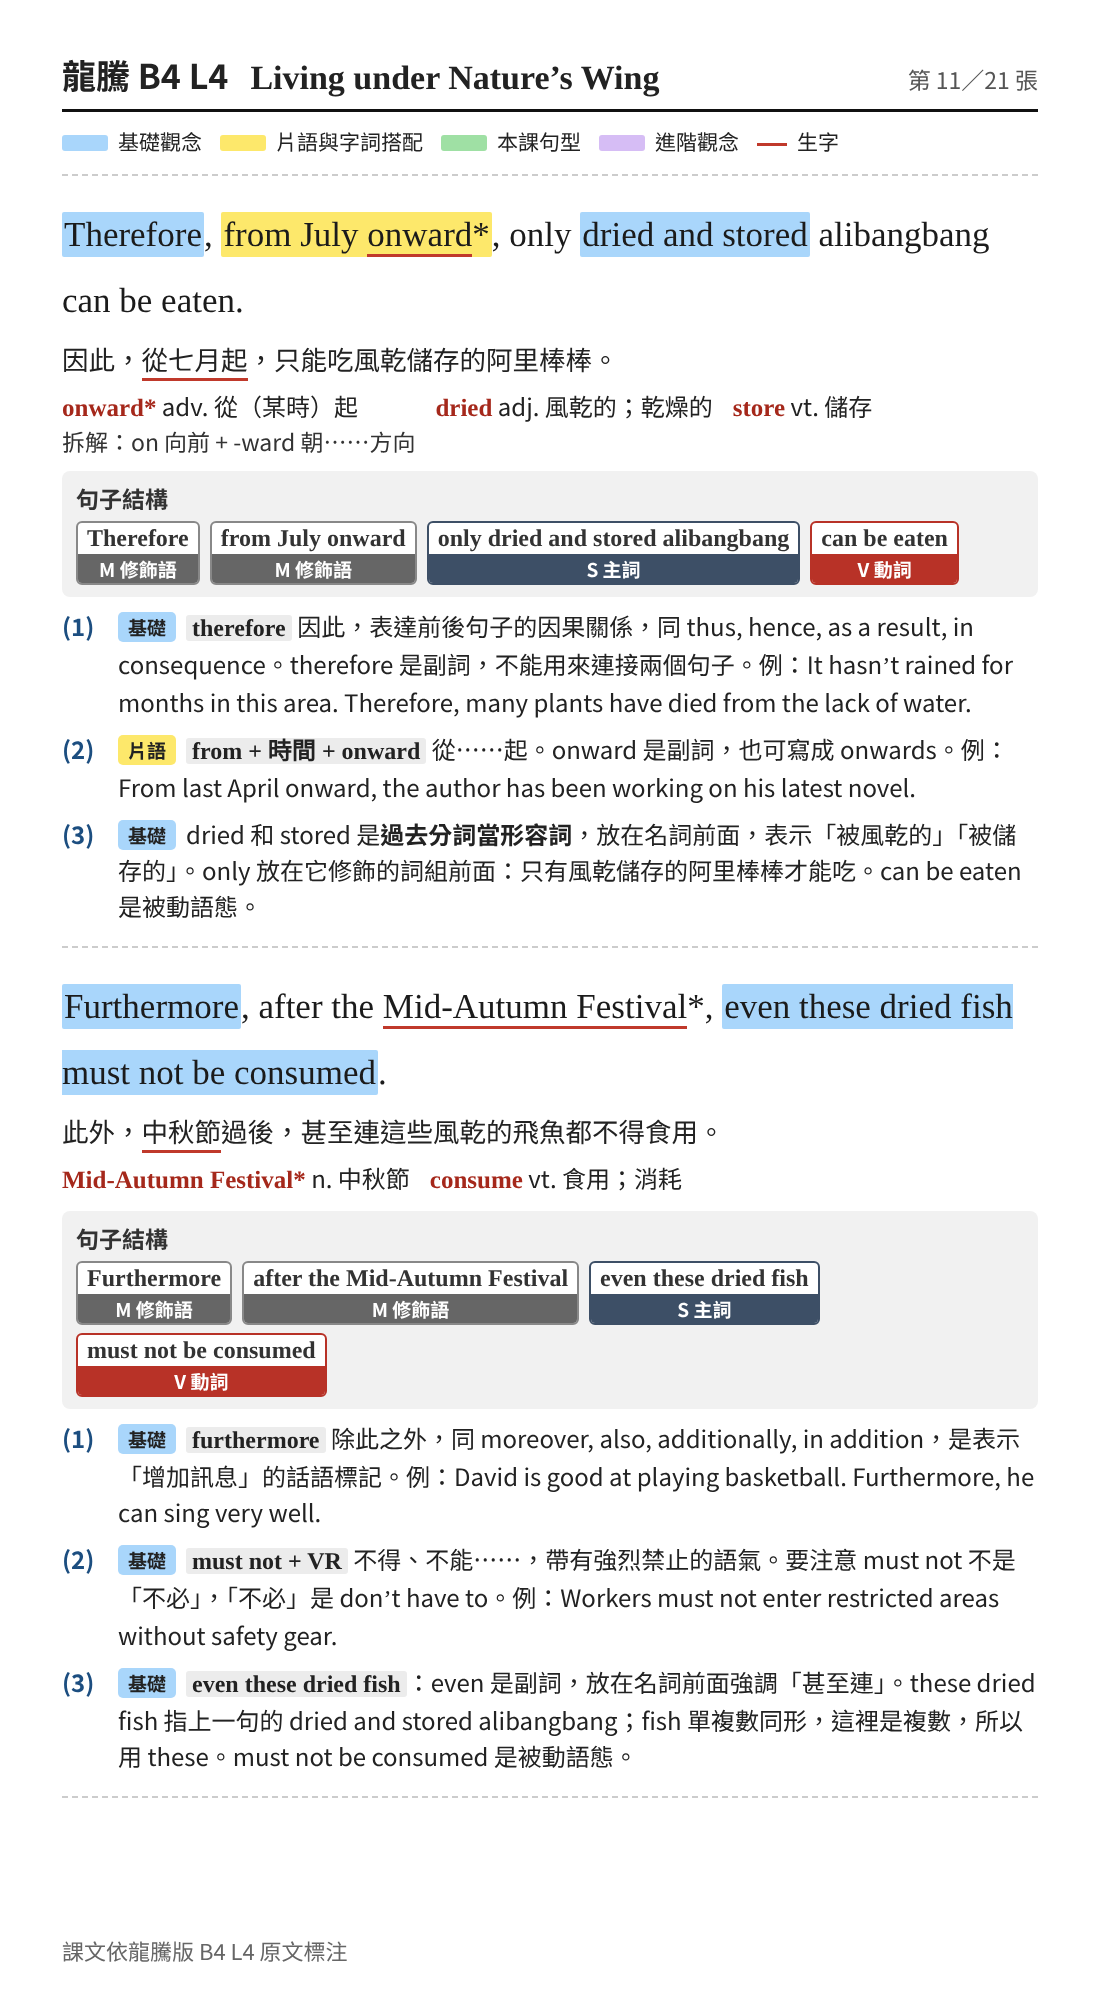 龍騰 B4 L4 Living under Nature’s Wing 第 11／21 張
基礎觀念 片語與字詞搭配 本課句型 進階觀念 生字
Therefore, from July onward*, only dried and stored alibangbang
can be eaten.
因此，從七月起，只能吃風乾儲存的阿里棒棒。
onward* adv. 從（某時）起 dried adj. 風乾的；乾燥的 store vt. 儲存
拆解：on 向前 + -ward 朝……方向
句子結構
Therefore from July onward only dried and stored alibangbang can be eaten
M 修飾語 M 修飾語 S 主詞 V 動詞
(1) 基礎 therefore 因此，表達前後句子的因果關係，同 thus, hence, as a result, in
consequence。therefore 是副詞，不能用來連接兩個句子。例：It hasn’t rained for
months in this area. Therefore, many plants have died from the lack of water.
(2) 片語 from + 時間 + onward 從……起。onward 是副詞，也可寫成 onwards。例：
From last April onward, the author has been working on his latest novel.
(3) 基礎 dried 和 stored 是過去分詞當形容詞，放在名詞前面，表示「被風乾的」「被儲
存的」。only 放在它修飾的詞組前面：只有風乾儲存的阿里棒棒才能吃。can be eaten
是被動語態。
Furthermore, after the Mid-Autumn Festival*, even these dried fish
must not be consumed.
此外，中秋節過後，甚至連這些風乾的飛魚都不得食用。
Mid-Autumn Festival* n. 中秋節 consume vt. 食用；消耗
句子結構
Furthermore after the Mid-Autumn Festival even these dried fish
M 修飾語 M 修飾語 S 主詞
must not be consumed
V 動詞
(1) 基礎 furthermore 除此之外，同 moreover, also, additionally, in addition，是表示
「增加訊息」的話語標記。例：David is good at playing basketball. Furthermore, he
can sing very well.
(2) 基礎 must not + VR 不得、不能……，帶有強烈禁止的語氣。要注意 must not 不是
「不必」，「不必」是 don’t have to。例：Workers must not enter restricted areas
without safety gear.
(3) 基礎 even these dried fish：even 是副詞，放在名詞前面強調「甚至連」。these dried
fish 指上一句的 dried and stored alibangbang；fish 單複數同形，這裡是複數，所以
用 these。must not be consumed 是被動語態。
課文依龍騰版 B4 L4 原文標注